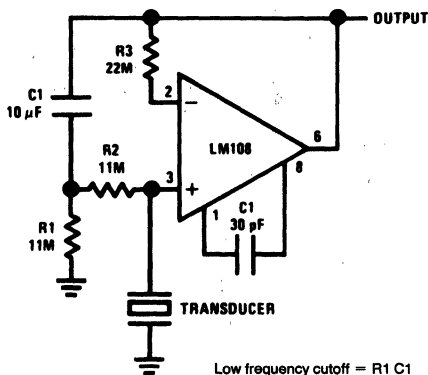 OUTPUT
R3
22M
C1
10 μF
2
LM108
6
8
R2
11M
3
C1
30 pF
1
R1
11M
TRANSDUCER
Low frequency cutoff = R1 C1